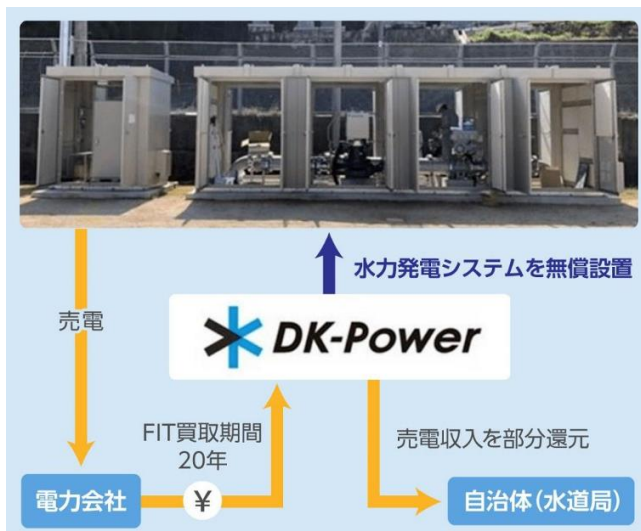 水力発電システムを無償設置
売電
DK-Power
FIT買取期間
20年
売電収入を部分還元
電力会社
¥
自治体(水道局)